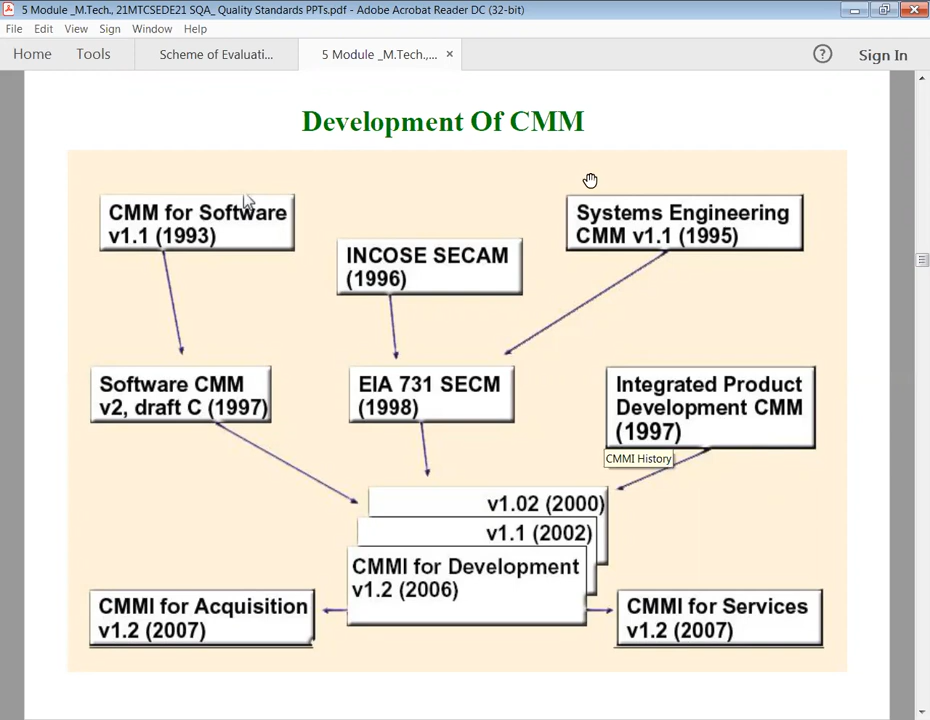 5 Module _M.Tech., 21MTCSEDE21 SQA_ Quality Standards PPTs.pdf - Adobe Acrobat Reader DC (32-bit)
File Edit View Sign Window Help
Home Tools Scheme of Evaluati... 5 Module _M.Tech.,... × ? Sign In
Development Of CMM
CMM for Software
v1.1 (1993)
Systems Engineering
CMM v1.1 (1995)
INCOSE SECAM
(1996)
Software CMM
v2, draft C (1997)
EIA 731 SECM
(1998)
Integrated Product
Development CMM
(1997)
CMMI History
v1.02 (2000)
v1.1 (2002)
CMMI for Development
v1.2 (2006)
CMMI for Acquisition
v1.2 (2007)
CMMI for Services
v1.2 (2007)